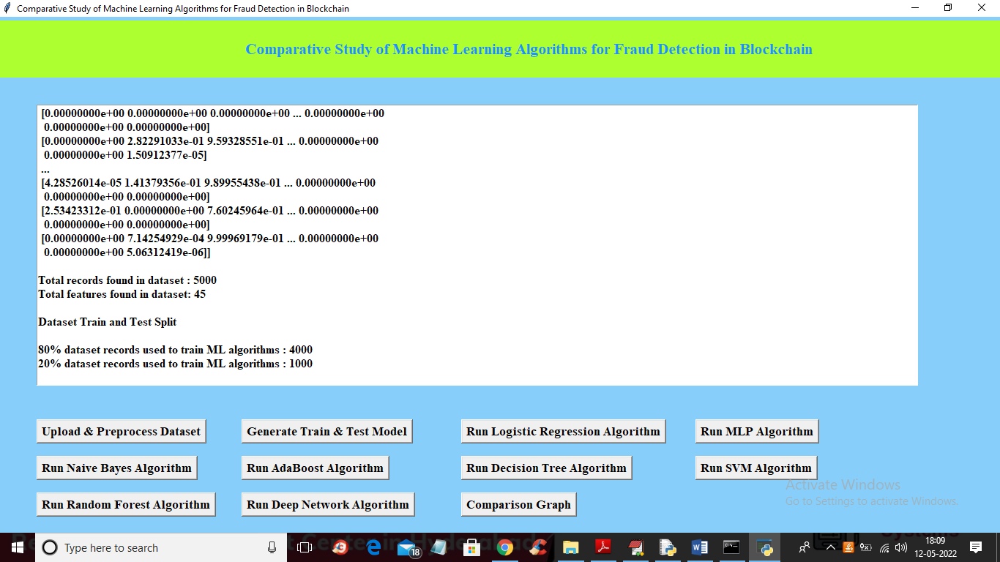 Comparative Study of Machine Learning Algorithms for Fraud Detection in Blockchain
Comparative Study of Machine Learning Algorithms for Fraud Detection in Blockchain
[0.00000000e+00 0.00000000e+00 0.00000000e+00 ... 0.00000000e+00
0.00000000e+00 0.00000000e+00]
[0.00000000e+00 2.82291033e-01 9.59328551e-01 ... 0.00000000e+00
0.00000000e+00 1.50912377e-05]
...
[4.28526014e-05 1.41379356e-01 9.89955438e-01 ... 0.00000000e+00
0.00000000e+00 0.00000000e+00]
[2.53423312e-01 0.00000000e+00 7.60245964e-01 ... 0.00000000e+00
0.00000000e+00 0.00000000e+00]
[0.00000000e+00 7.14254929e-04 9.99969179e-01 ... 0.00000000e+00
0.00000000e+00 5.06312419e-06]]
Total records found in dataset : 5000
Total features found in dataset: 45
Dataset Train and Test Split
80% dataset records used to train ML algorithms : 4000
20% dataset records used to train ML algorithms : 1000
Upload & Preprocess Dataset
Generate Train & Test Model
Run Logistic Regression Algorithm
Run MLP Algorithm
Run Naive Bayes Algorithm
Run AdaBoost Algorithm
Run Decision Tree Algorithm
Run SVM Algorithm
Run Random Forest Algorithm
Run Deep Network Algorithm
Comparison Graph
Activate Windows
Go to Settings to activate Windows.
Type here to search
18
18:09
12-05-2022